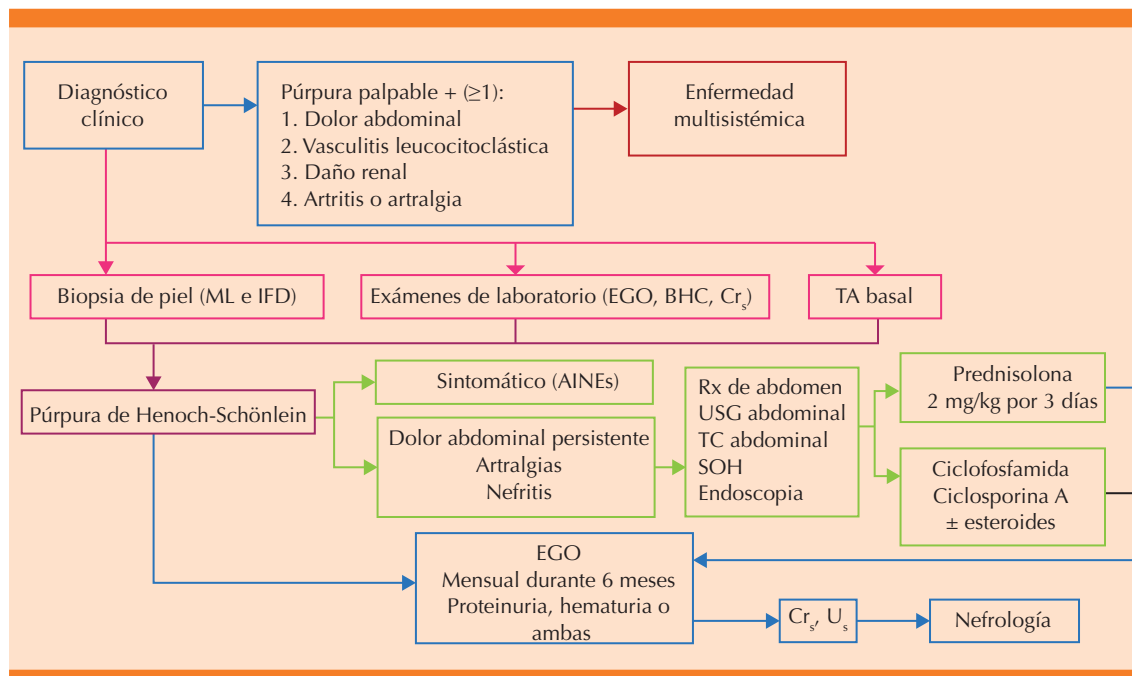 Diagnóstico
clínico
Púrpura palpable + (≥1):
1. Dolor abdominal
2. Vasculitis leucocitoclástica
3. Daño renal
4. Artritis o artralgia
Enfermedad
multisistémica
Biopsia de piel (ML e IFD)
Exámenes de laboratorio (EGO, BHC, Crs)
TA basal
Púrpura de Henoch-Schönlein
Sintomático (AINEs)
Dolor abdominal persistente
Artralgias
Nefritis
Rx de abdomen
USG abdominal
TC abdominal
SOH
Endoscopia
Prednisolona
2 mg/kg por 3 días
Ciclofosfamida
Ciclosporina A
± esteroides
EGO
Mensual durante 6 meses
Proteinuria, hematuria o
ambas
Crs, Us
Nefrología